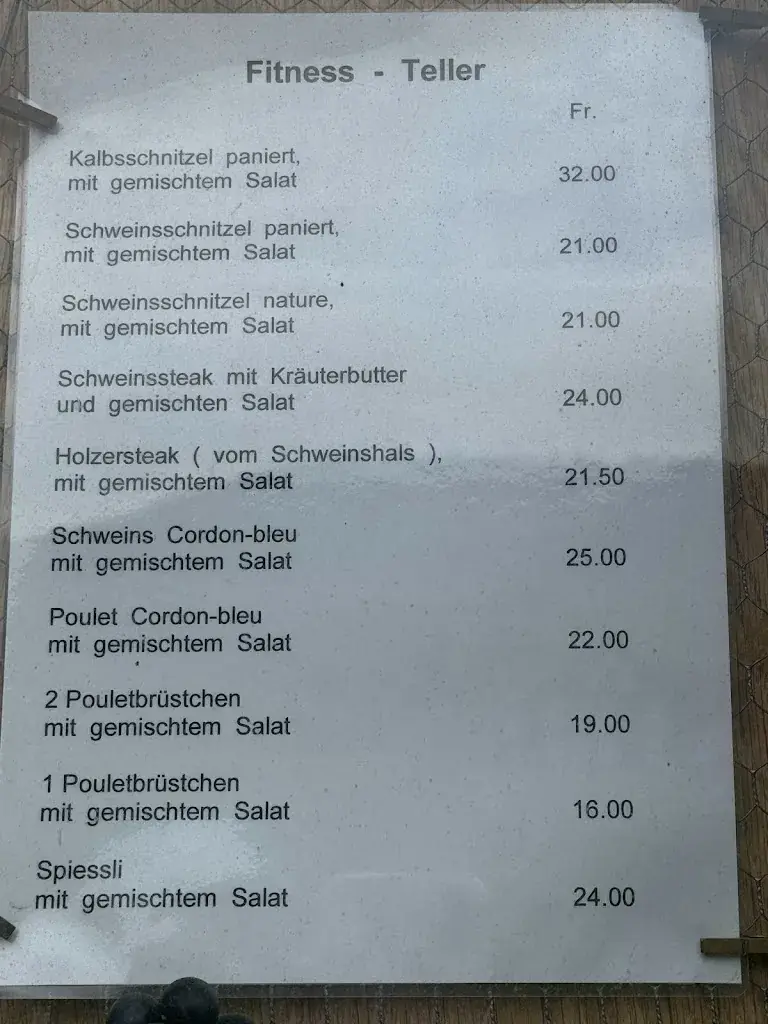 Fitness - Teller
Fr.
Kalbsschnitzel paniert,
mit gemischtem Salat 32.00
Schweinsschnitzel paniert,
mit gemischtem Salat 21.00
Schweinsschnitzel nature,
mit gemischtem Salat 21.00
Schweinssteak mit Kräuterbutter
und gemischten Salat 24.00
Holzersteak ( vom Schweinshals ),
mit gemischtem Salat 21.50
Schweins Cordon-bleu
mit gemischtem Salat 25.00
Poulet Cordon-bleu
mit gemischtem Salat 22.00
2 Pouletbrüstchen
mit gemischtem Salat 19.00
1 Pouletbrüstchen
mit gemischtem Salat 16.00
Spiessli
mit gemischtem Salat 24.00